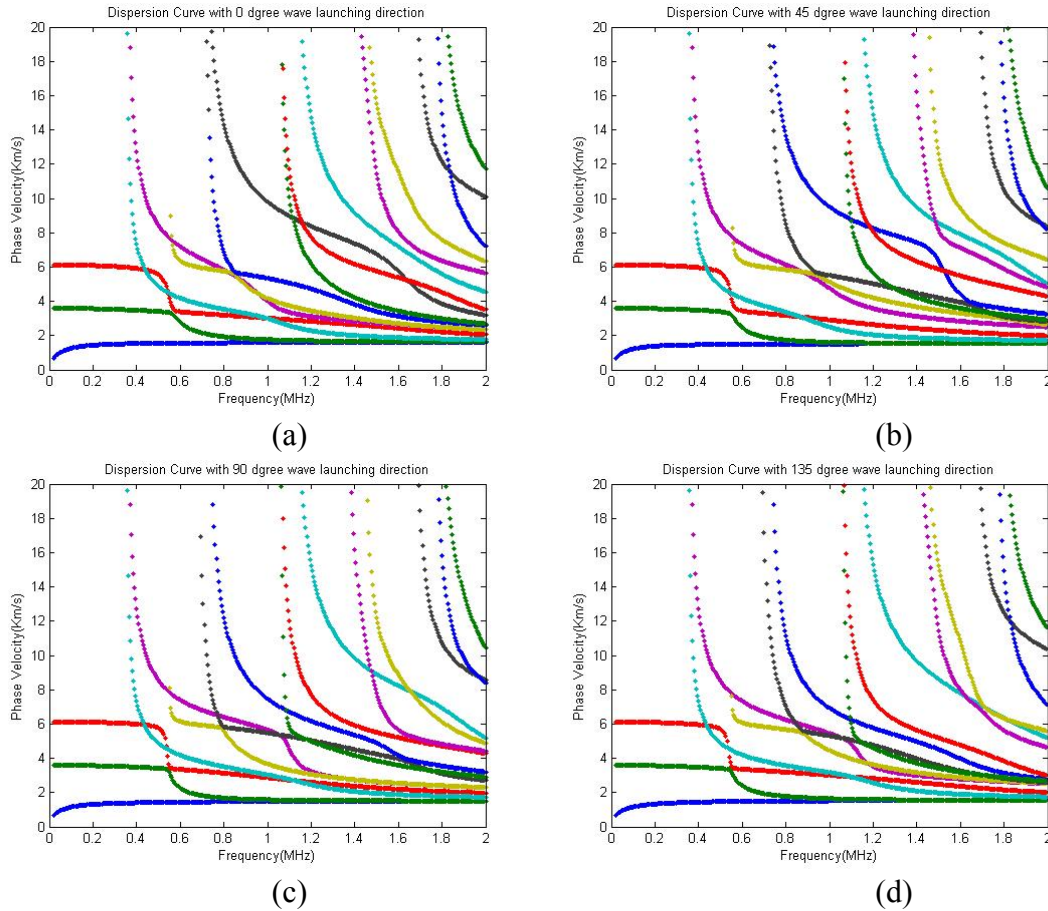 Dispersion Curve with 0 dgree wave launching direction
20
18
16
14
12
10
8
6
4
2
0
Phase Velocity(Km/s)
0 0.2 0.4 0.6 0.8 1 1.2 1.4 1.6 1.8 2
Frequency(MHz)
(a)
Dispersion Curve with 45 dgree wave launching direction
20
18
16
14
12
10
8
6
4
2
0
Phase Velocity(Km/s)
0 0.2 0.4 0.6 0.8 1 1.2 1.4 1.6 1.8 2
Frequency(MHz)
(b)
Dispersion Curve with 90 dgree wave launching direction
20
18
16
14
12
10
8
6
4
2
0
Phase Velocity(Km/s)
0 0.2 0.4 0.6 0.8 1 1.2 1.4 1.6 1.8 2
Frequency(MHz)
(c)
Dispersion Curve with 135 dgree wave launching direction
20
18
16
14
12
10
8
6
4
2
0
Phase Velocity(Km/s)
0 0.2 0.4 0.6 0.8 1 1.2 1.4 1.6 1.8 2
Frequency(MHz)
(d)